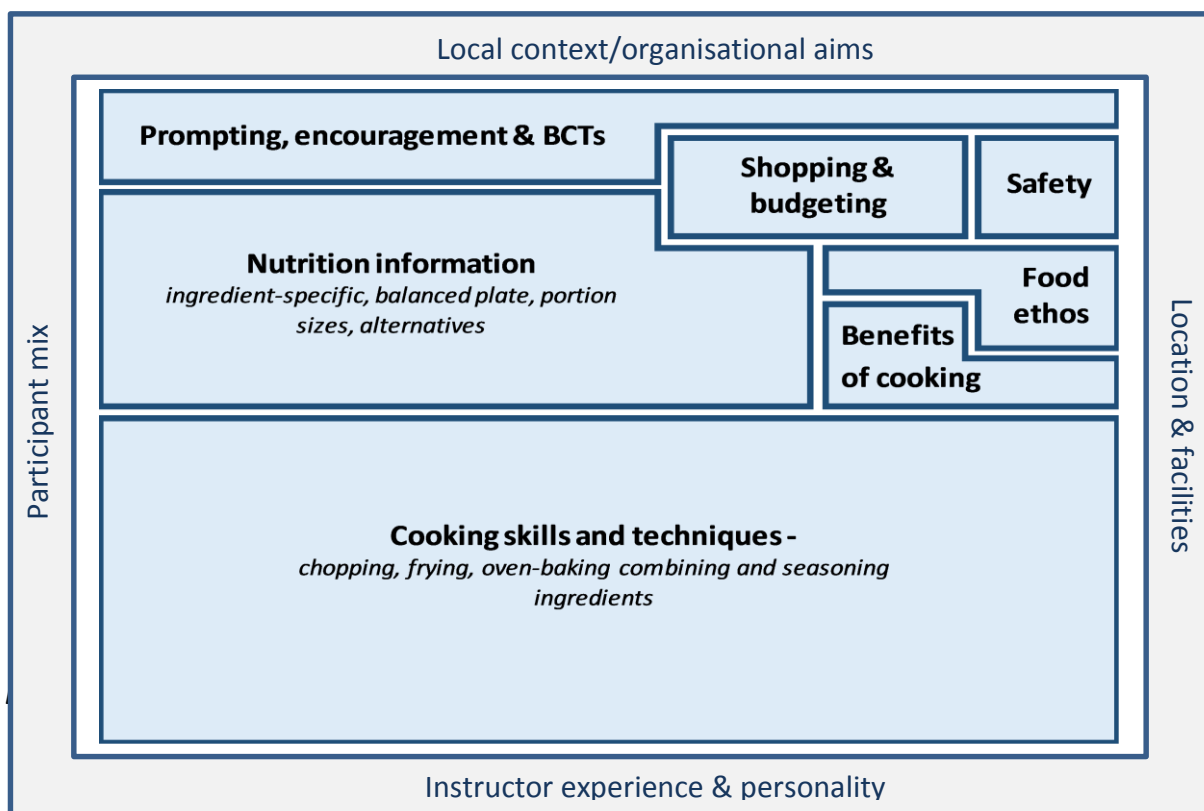 Local context/organisational aims
Prompting, encouragement & BCTs
Shopping &
budgeting
Safety
Nutrition information
ingredient-specific, balanced plate, portion
sizes, alternatives
Food
ethos
Benefits
of cooking
Participant mix
Location & facilities
Cooking skills and techniques -
chopping, frying, oven-baking combining and seasoning
ingredients
Instructor experience & personality